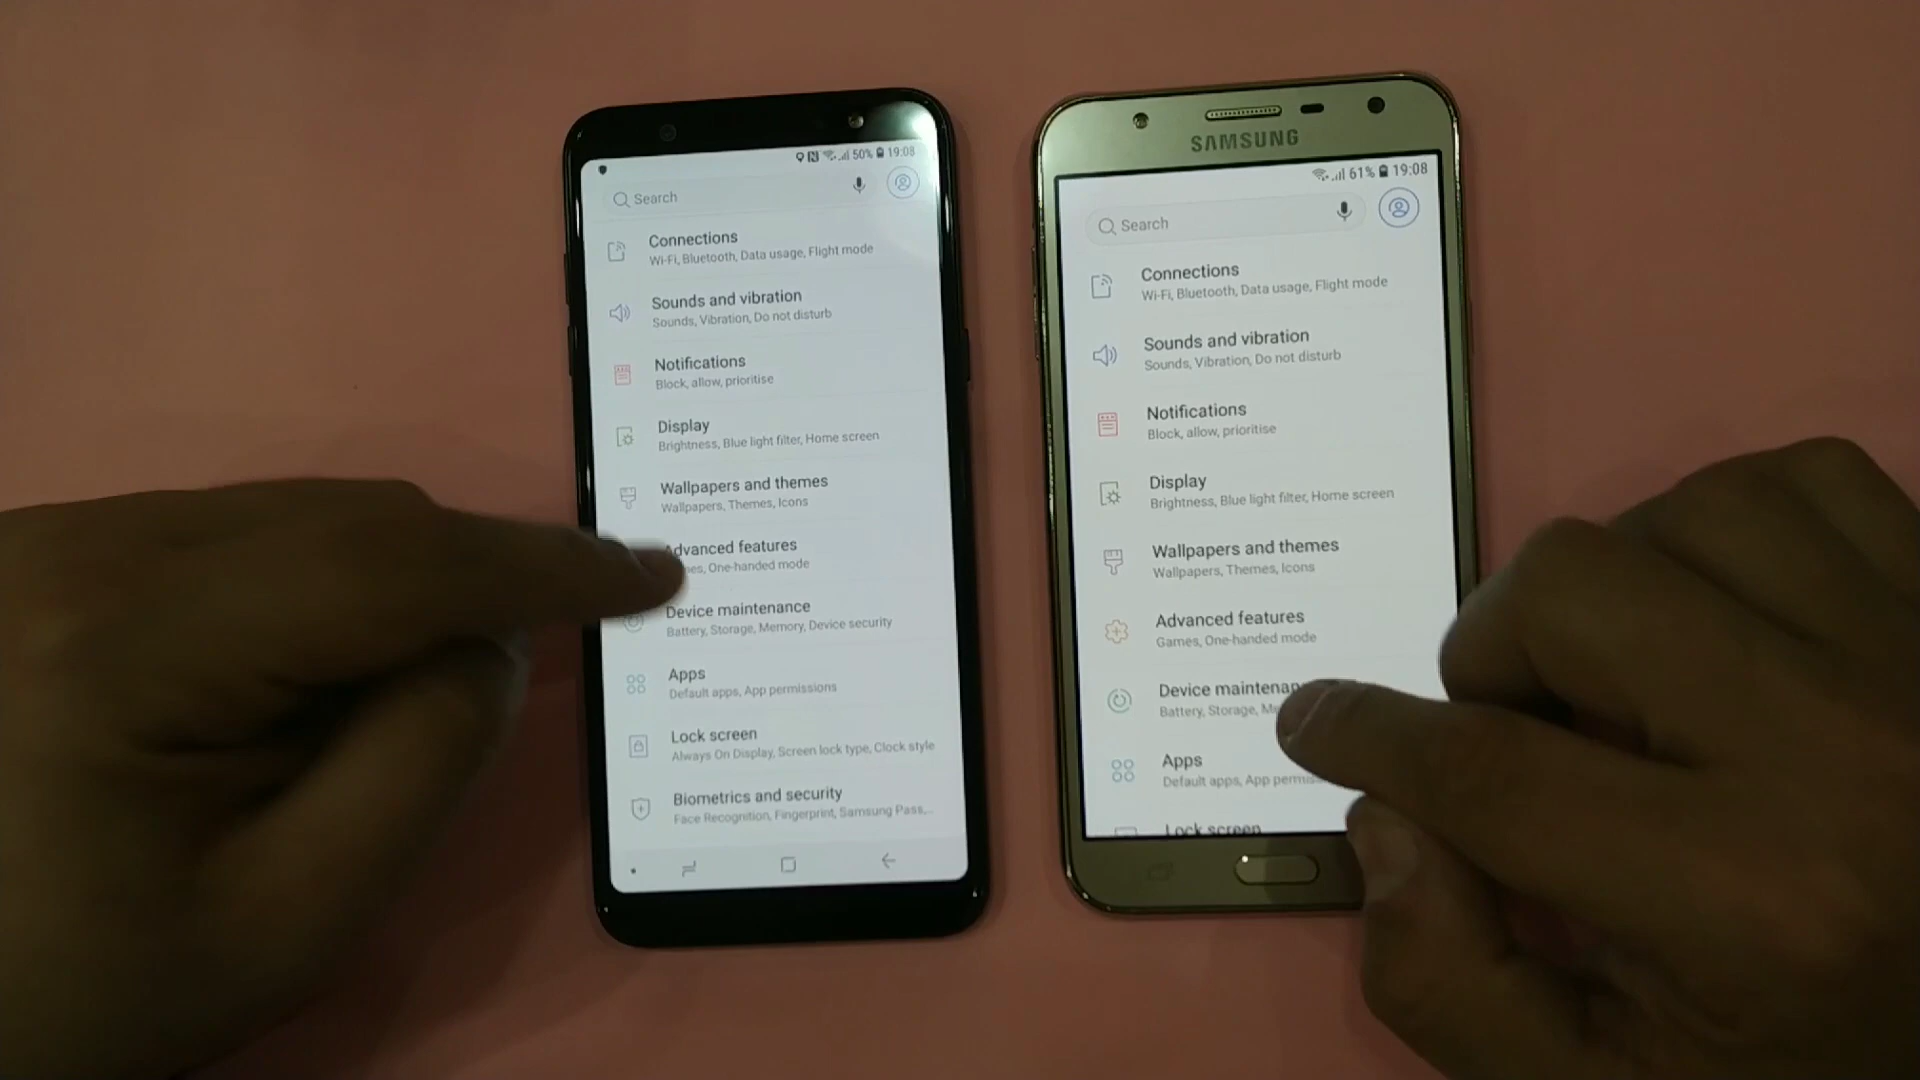 50% 19:08
Search
Connections
Wi-Fi, Bluetooth, Data usage, Flight mode
Sounds and vibration
Sounds, Vibration, Do not disturb
Notifications
Block, allow, prioritise
Display
Brightness, Blue light filter, Home screen
Wallpapers and themes
Wallpapers, Themes, Icons
Advanced features
One-handed mode
Device maintenance
Battery, Storage, Memory, Device security
Apps
Default apps, App permissions
Lock screen
Always On Display, Screen lock type, Clock style
Biometrics and security
Face Recognition, Fingerprint, Samsung Pass,...
SAMSUNG
61% 19:08
Search
Connections
Wi-Fi, Bluetooth, Data usage, Flight mode
Sounds and vibration
Sounds, Vibration, Do not disturb
Notifications
Block, allow, prioritise
Display
Brightness, Blue light filter, Home screen
Wallpapers and themes
Wallpapers, Themes, Icons
Advanced features
Games, One-handed mode
Device
Battery, Storage,
Apps
Default apps, App
Lock screen